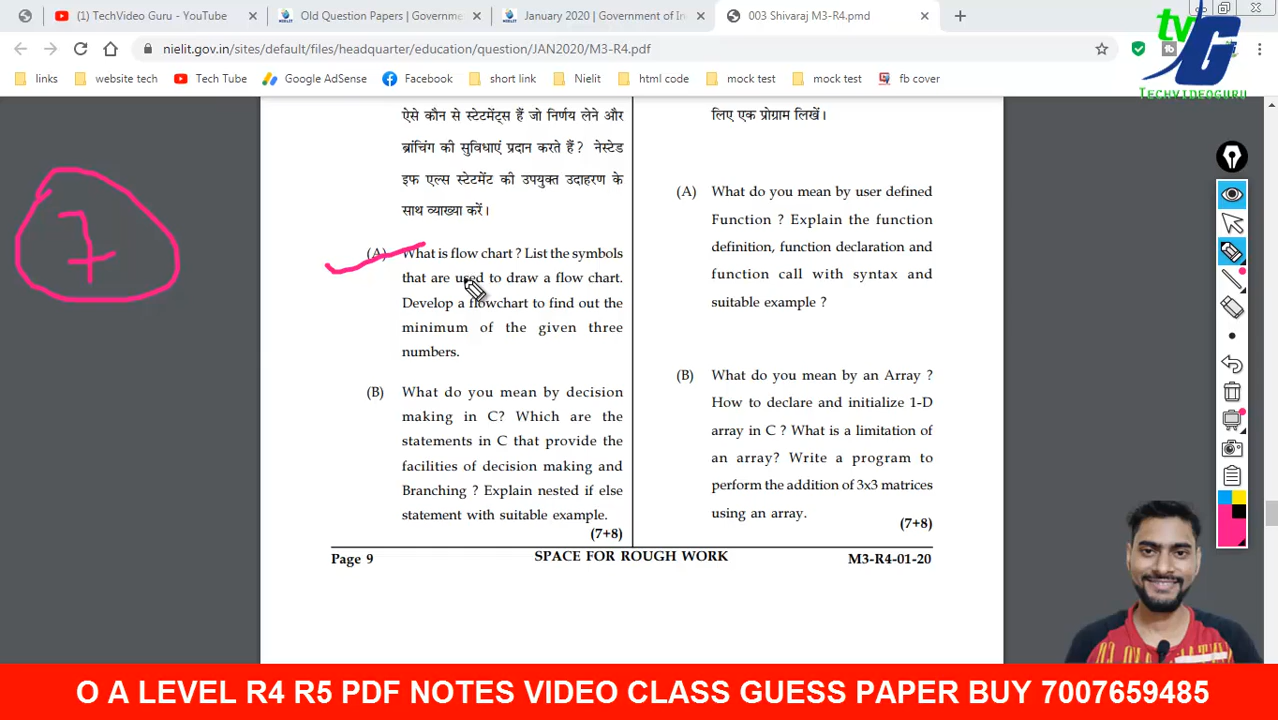 (1) TechVideo Guru - YouTube
Old Question Papers | Governme
January 2020 | Government of In
003 Shivaraj M3-R4.pmd
nielit.gov.in/sites/default/files/headquarter/education/question/JAN2020/M3-R4.pdf
links
website tech
Tech Tube
Google AdSense
Facebook
short link
Nielit
html code
mock test
mock test
fb cover
tv
G
TECHVIDEOGURU
7
ऐसे कौन से स्टेटमेंट्स हैं जो निर्णय लेने और
ब्रांचिंग की सुविधाएं प्रदान करते हैं? नेस्टेड
इफ एल्स स्टेटमेंट की उपयुक्त उदाहरण के
साथ व्याख्या करें।
(A) What is flow chart ? List the symbols
that are used to draw a flow chart.
Develop a flowchart to find out the
minimum of the given three
numbers.
(B) What do you mean by decision
making in C? Which are the
statements in C that provide the
facilities of decision making and
Branching ? Explain nested if else
statement with suitable example.
(7+8)
लिए एक प्रोग्राम लिखें।
(A) What do you mean by user defined
Function ? Explain the function
definition, function declaration and
function call with syntax and
suitable example ?
(B) What do you mean by an Array ?
How to declare and initialize 1-D
array in C ? What is a limitation of
an array? Write a program to
perform the addition of 3x3 matrices
using an array.
(7+8)
Page 9 SPACE FOR ROUGH WORK M3-R4-01-20
O A LEVEL R4 R5 PDF NOTES VIDEO CLASS GUESS PAPER BUY 7007659485